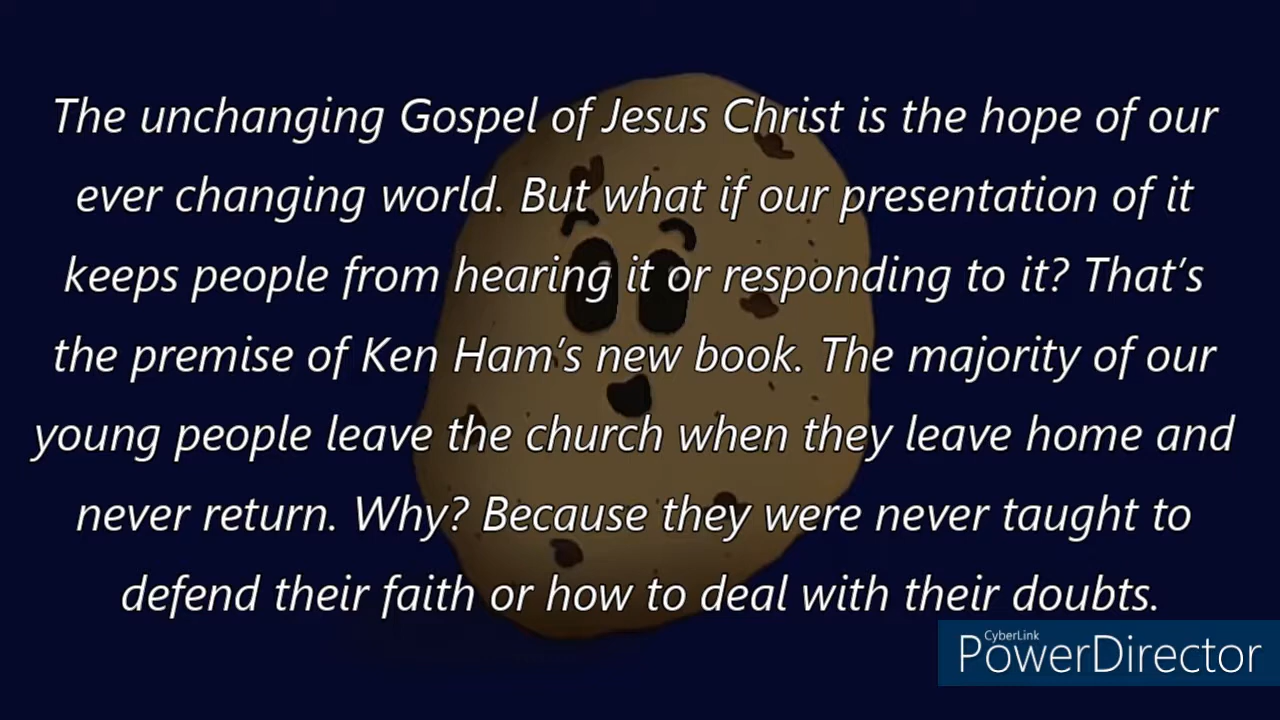 The unchanging Gospel of Jesus Christ is the hope of our
ever changing world. But what if our presentation of it
keeps people from hearing it or responding to it? That's
the premise of Ken Ham's new book. The majority of our
young people leave the church when they leave home and
never return. Why? Because they were never taught to
defend their faith or how to deal with their doubts.
CyberLink
PowerDirector